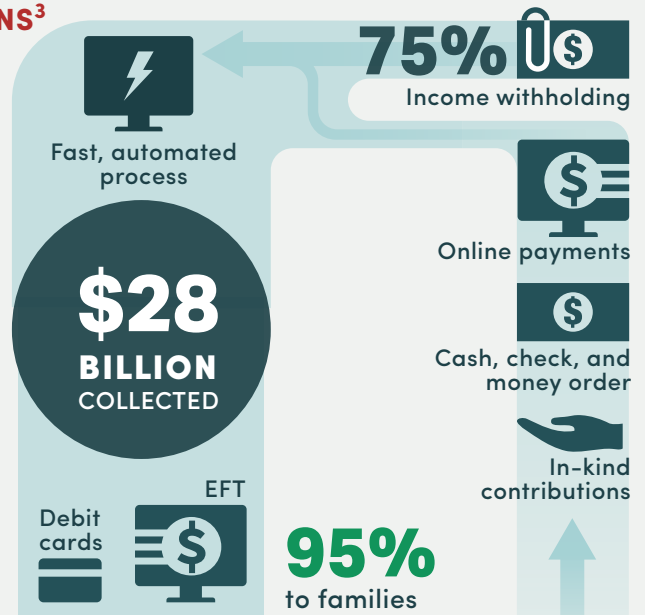 NS³
75%
Income withholding
Fast, automated
process
Online payments
$28
BILLION
COLLECTED
Cash, check, and
money order
In-kind
contributions
EFT
Debit
cards
95%
to families